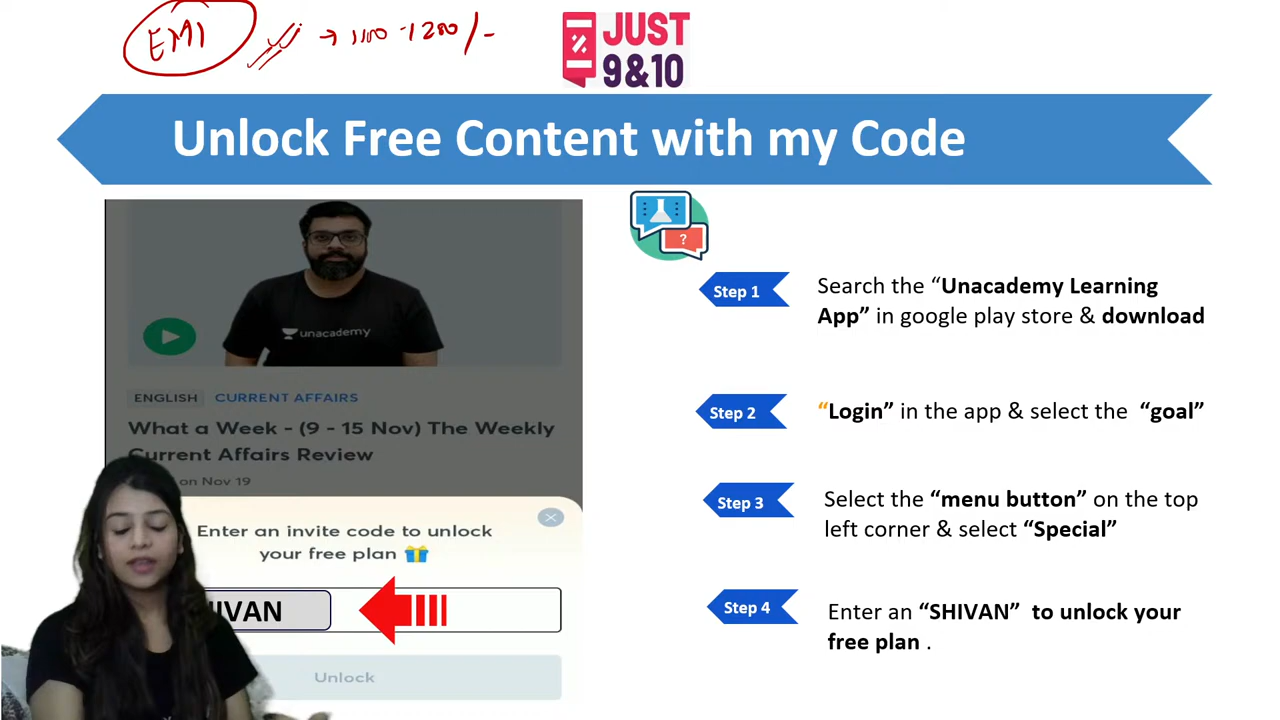 EMI → 1100 - 1200/-
JUST
9&10
Unlock Free Content with my Code
unacademy
ENGLISH CURRENT AFFAIRS
What a Week - (9 - 15 Nov) The Weekly
Current Affairs Review
on Nov 19
Enter an invite code to unlock
your free plan 🎁
HIVAN
Unlock
?
Step 1
Search the “Unacademy Learning
App” in google play store & download
Step 2
“Login” in the app & select the “goal”
Step 3
Select the “menu button” on the top
left corner & select “Special”
Step 4
Enter an “SHIVAN” to unlock your
free plan .